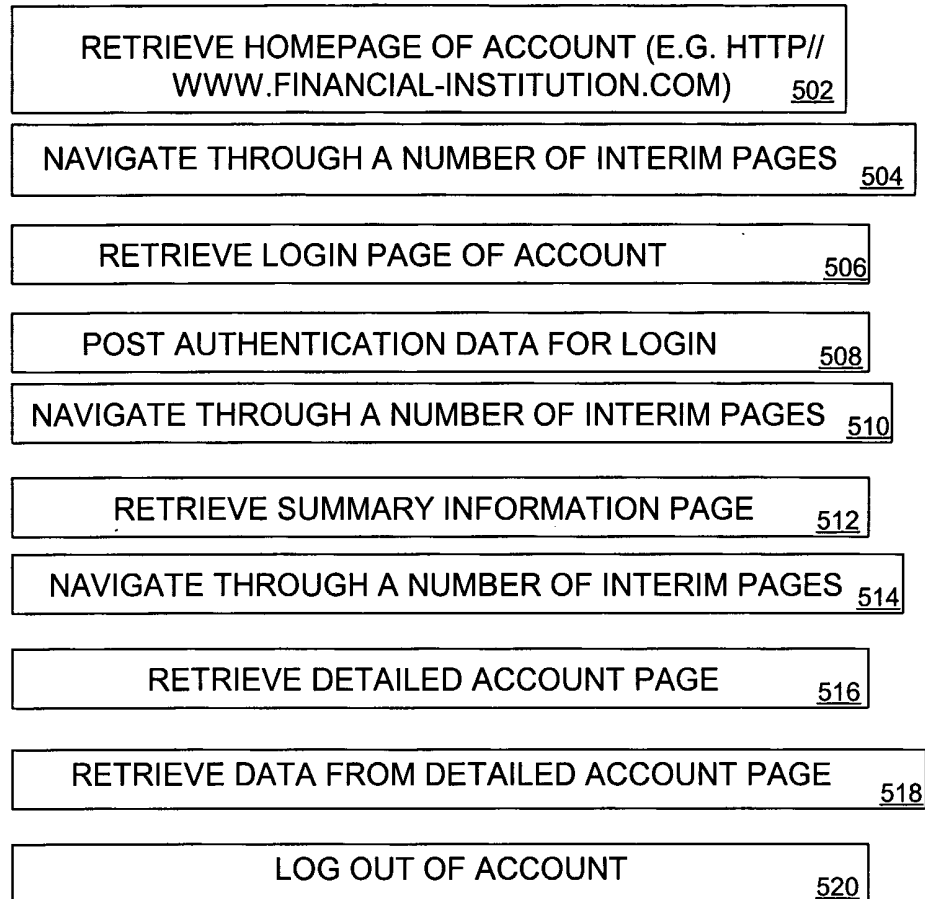 RETRIEVE HOMEPAGE OF ACCOUNT (E.G. HTTP//
WWW.FINANCIAL-INSTITUTION.COM) 502
NAVIGATE THROUGH A NUMBER OF INTERIM PAGES 504
RETRIEVE LOGIN PAGE OF ACCOUNT 506
POST AUTHENTICATION DATA FOR LOGIN 508
NAVIGATE THROUGH A NUMBER OF INTERIM PAGES 510
RETRIEVE SUMMARY INFORMATION PAGE 512
NAVIGATE THROUGH A NUMBER OF INTERIM PAGES 514
RETRIEVE DETAILED ACCOUNT PAGE 516
RETRIEVE DATA FROM DETAILED ACCOUNT PAGE 518
LOG OUT OF ACCOUNT 520